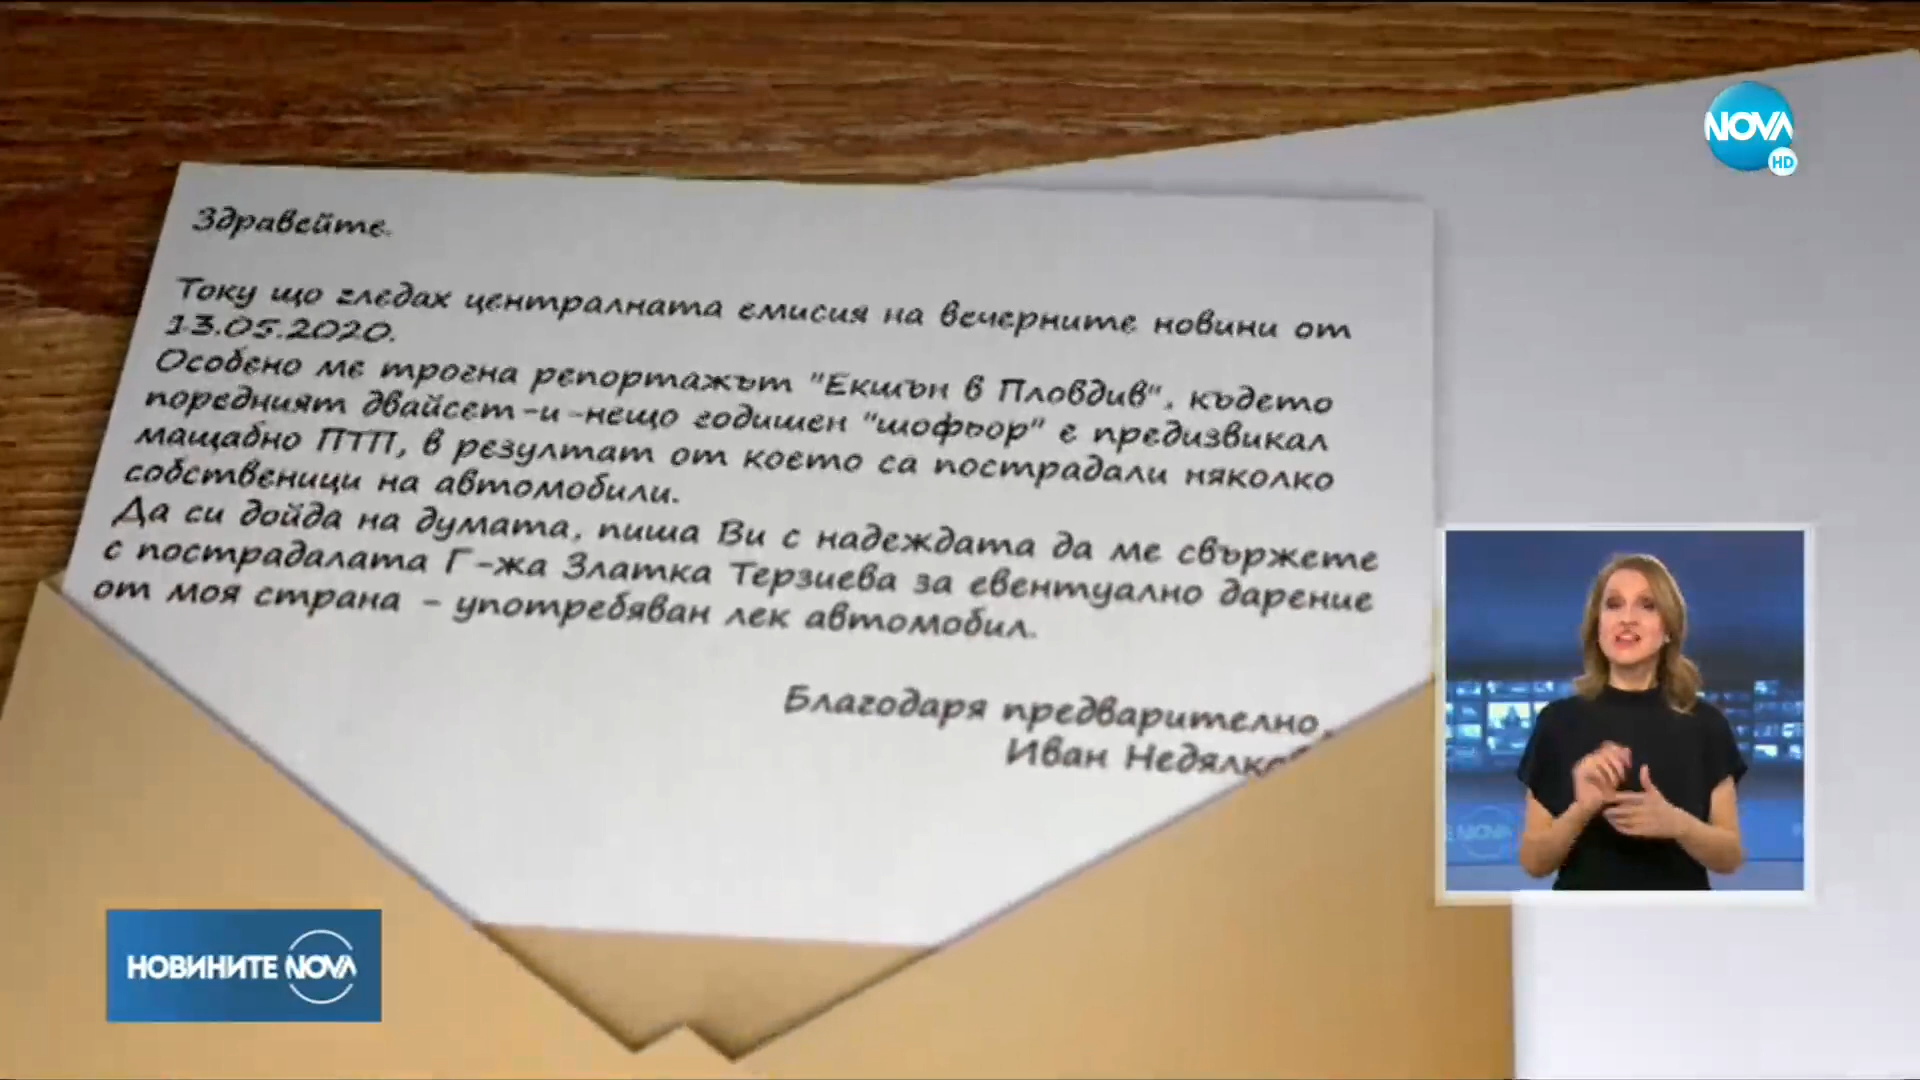 NOVA
HD
Здравейте.
Току що гледах централната емисия на вечерните новини от
13.05.2020.
Особено ме трогна репортажът "Екшън в Пловдив", където
поредният двайсет-и-нещо годишен "шофьор" е предизвикал
мащабно ПТП, в резултат от което са пострадали няколко
собственици на автомобили.
Да си дойда на думата, пиша Ви с надеждата да ме свържете
с пострадалата Г-жа Златка Терзиева за евентуално дарение
от моя страна - употребяван лек автомобил.
Благодаря предварително,
Иван
НОВИНИТЕ NOVA
NOVA